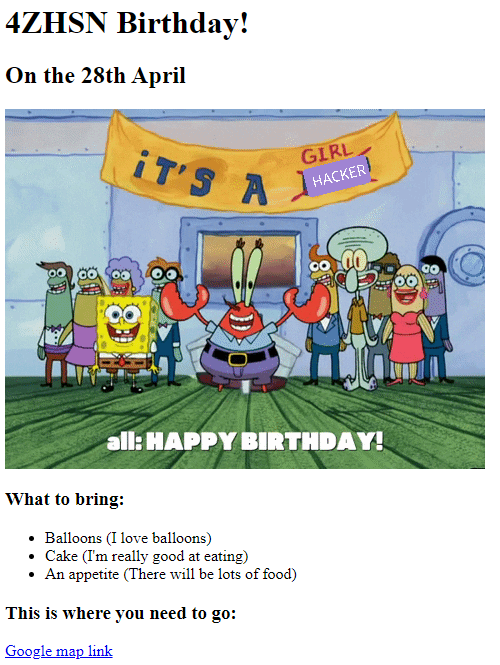 4ZHSN Birthday!
On the 28th April
GIRL
iT'S A HACKER
all: HAPPY BIRTHDAY!
What to bring:
Balloons (I love balloons)
Cake (I'm really good at eating)
An appetite (There will be lots of food)
This is where you need to go:
Google map link